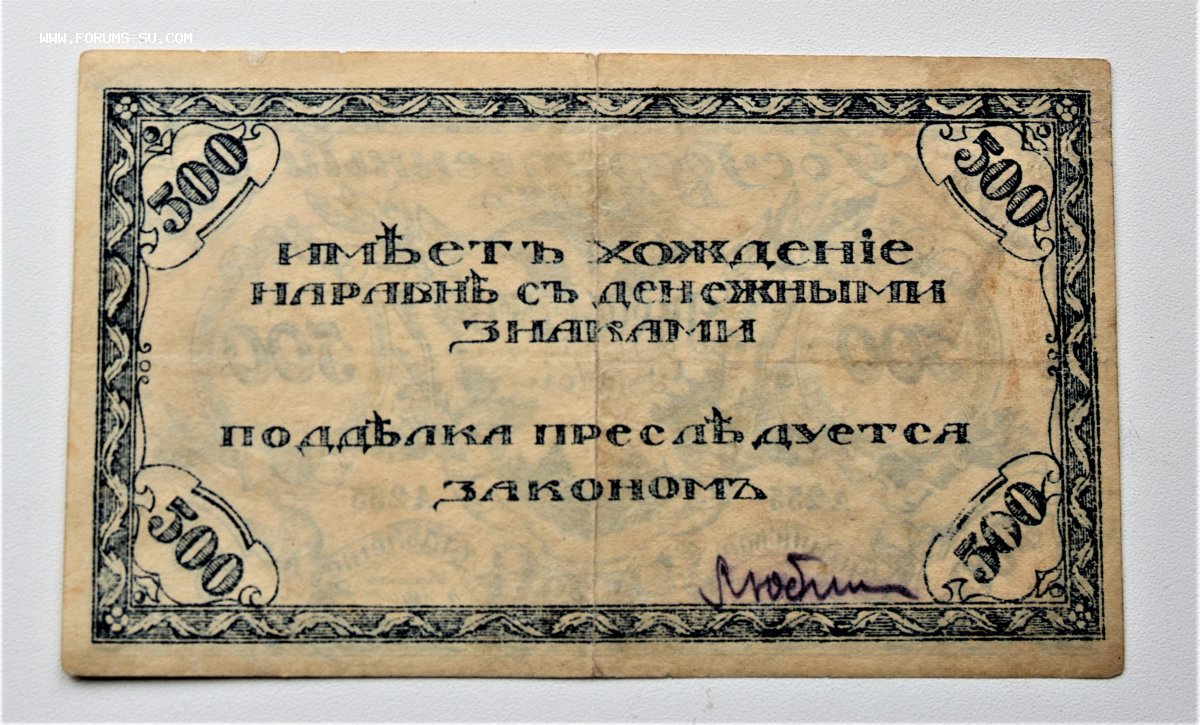 WWW.FORUMS-SU.COM
500 500
ИМѢЕТЪ ХОЖДЕНІЕ
НАРАВНѢ СЪ ДЕНЕЖНЫМИ
ЗНАКАМИ
ПОДДѢЛКА ПРЕСЛѢДУЕТСЯ
ЗАКОНОМЪ
500 500